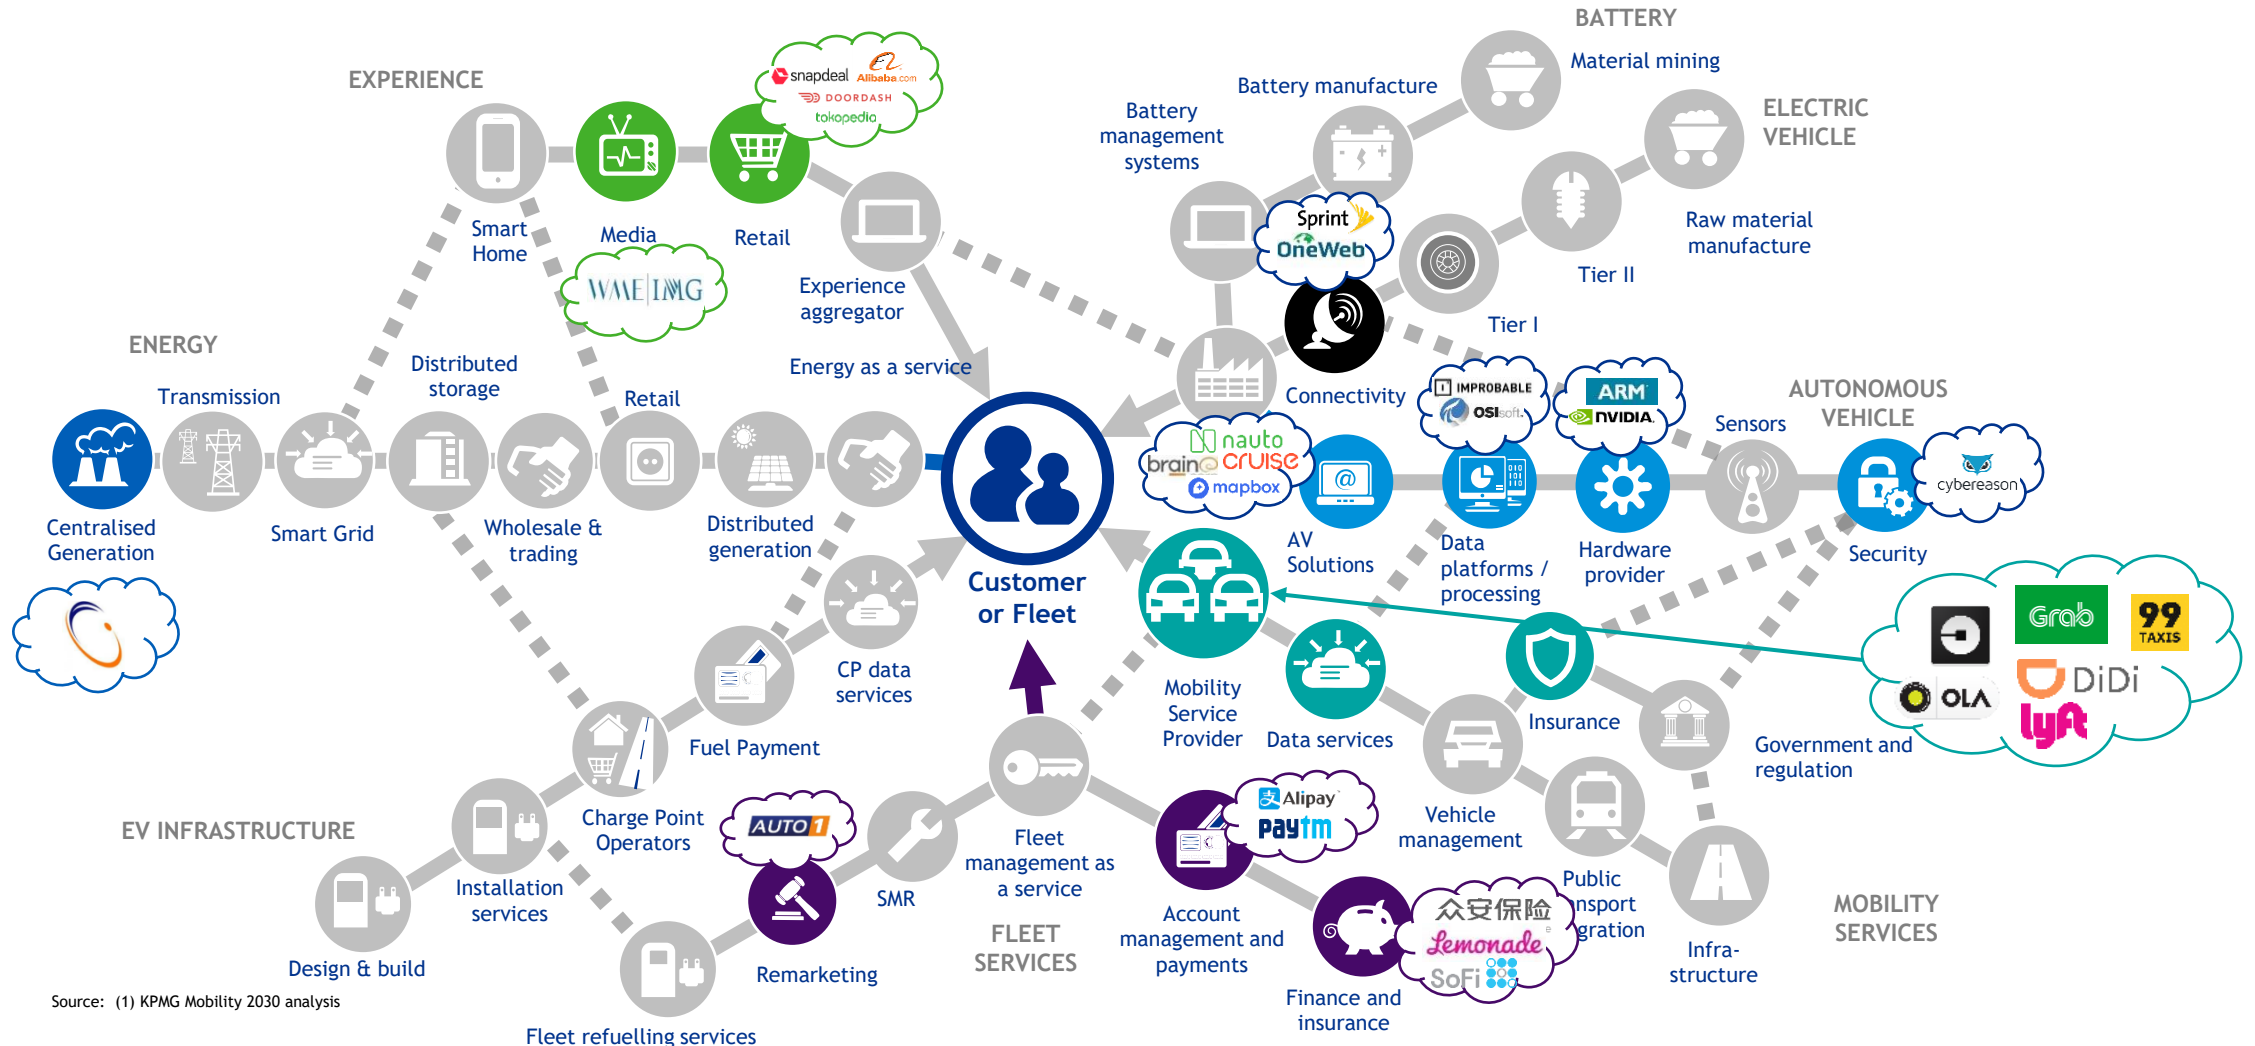 BATTERY
Material mining
EXPERIENCE
snapdeal
Alibaba.com
DOORDASH
tokopedia
Battery manufacture
Battery
management
systems
ELECTRIC
VEHICLE
Smart
Home
Media
Retail
WME|IMG
Experience
aggregator
Sprint
OneWeb
Raw material
manufacture
Tier II
Tier I
ENERGY
Transmission
Distributed
storage
Retail
Energy as a service
Connectivity
IMPROBABLE
OSIsoft.
ARM
NVIDIA.
AUTONOMOUS
VEHICLE
Sensors
nauto
brain
cruise
mapbox
@
010
101
110
cybereason
Centralised
Generation
Smart Grid
Wholesale &
trading
Distributed
generation
Customer
or Fleet
AV
Solutions
Data
platforms /
processing
Hardware
provider
Security
Grab
99
TAXIS
OLA
DiDi
lyft
CP data
services
Mobility
Service
Provider
Data services
Insurance
Government and
regulation
Fuel Payment
Charge Point
Operators
EV INFRASTRUCTURE
AUTO1
Alipay
paytm
Vehicle
management
Fleet
management as
a service
SMR
Installation
services
Design & build
Remarketing
FLEET
SERVICES
Account
management and
payments
众安保险
Lemonade
SoFi
Public
Infra-
structure
MOBILITY
SERVICES
Finance and
insurance
Fleet refuelling services
Source: (1) KPMG Mobility 2030 analysis